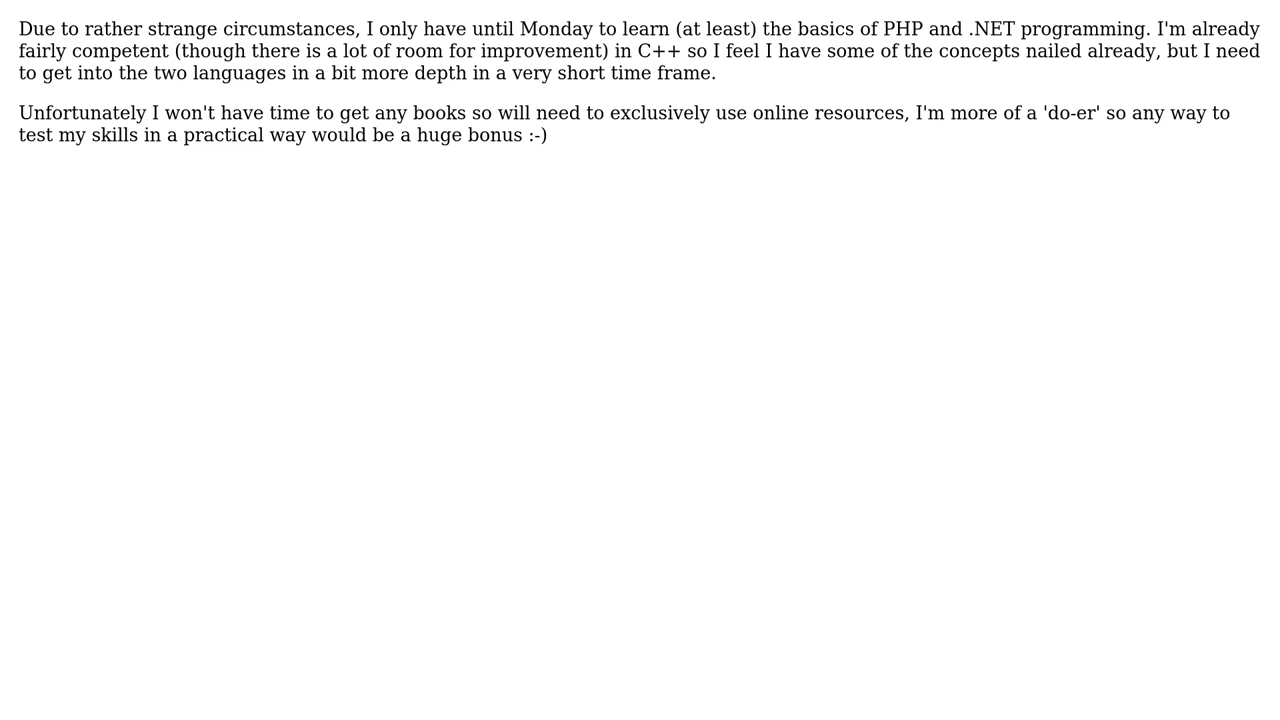 Due to rather strange circumstances, I only have until Monday to learn (at least) the basics of PHP and .NET programming. I'm already
fairly competent (though there is a lot of room for improvement) in C++ so I feel I have some of the concepts nailed already, but I need
to get into the two languages in a bit more depth in a very short time frame.
Unfortunately I won't have time to get any books so will need to exclusively use online resources, I'm more of a 'do-er' so any way to
test my skills in a practical way would be a huge bonus :-)